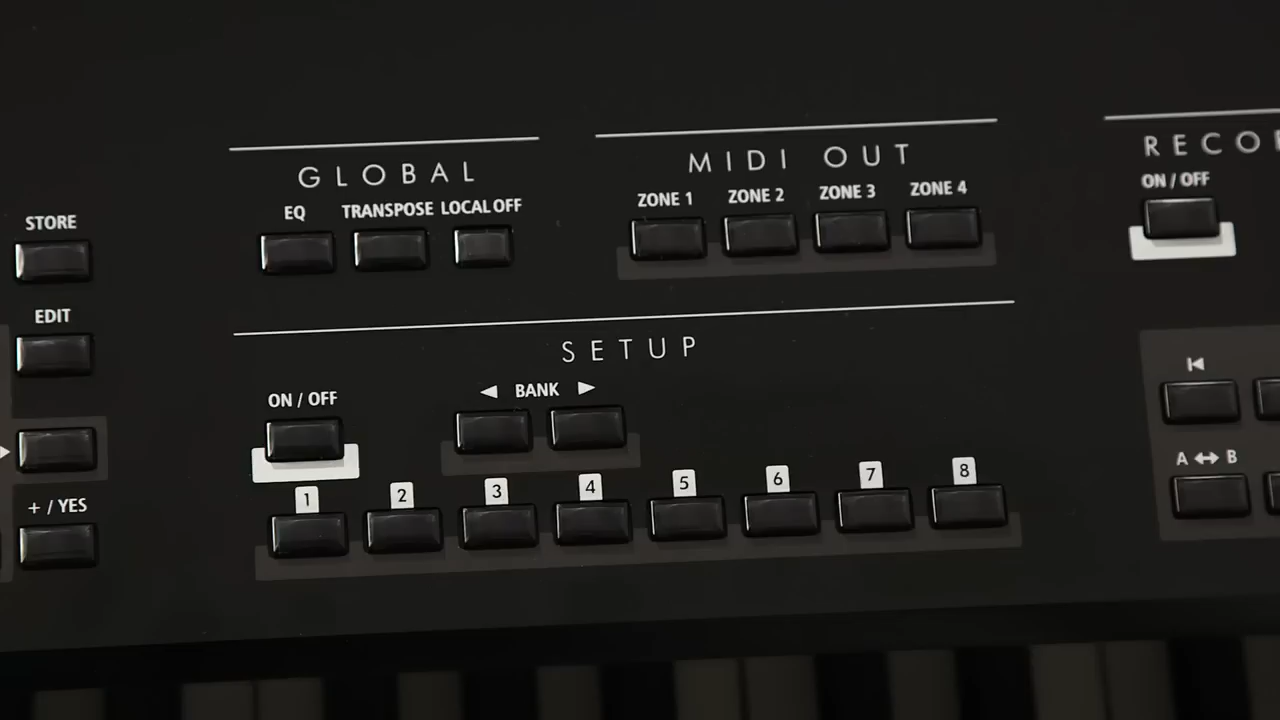 GLOBAL
EQ TRANSPOSE LOCAL OFF
MIDI OUT
ZONE 1 ZONE 2 ZONE 3 ZONE 4
RECO
ON / OFF
STORE
EDIT
+ / YES
SETUP
ON / OFF
◀ BANK ▶
1 2 3 4 5 6 7 8
A ↔ B